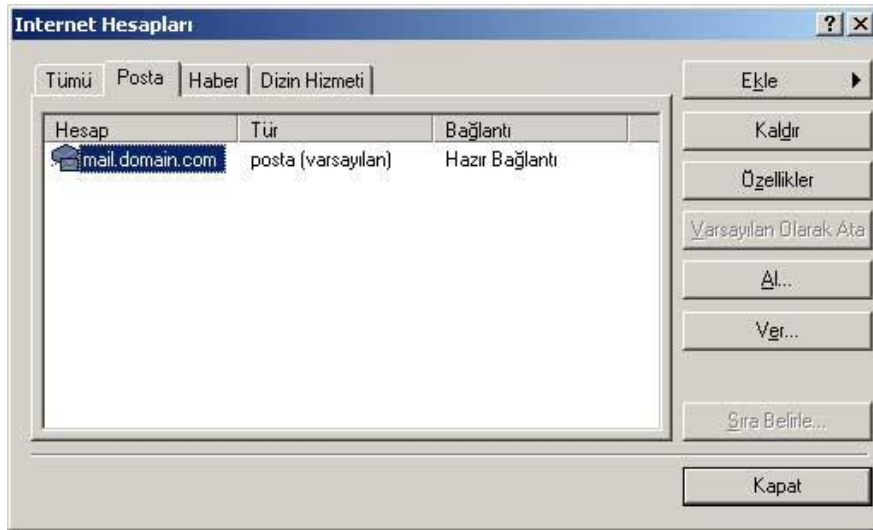 Internet Hesapları
Tümü Posta Haber Dizin Hizmeti
Hesap Tür Bağlantı
mail.domain.com posta (varsayılan) Hazır Bağlantı
Ekle
Kaldır
Özellikler
Varsayılan Olarak Ata
Al...
Ver...
Sıra Belirle...
Kapat